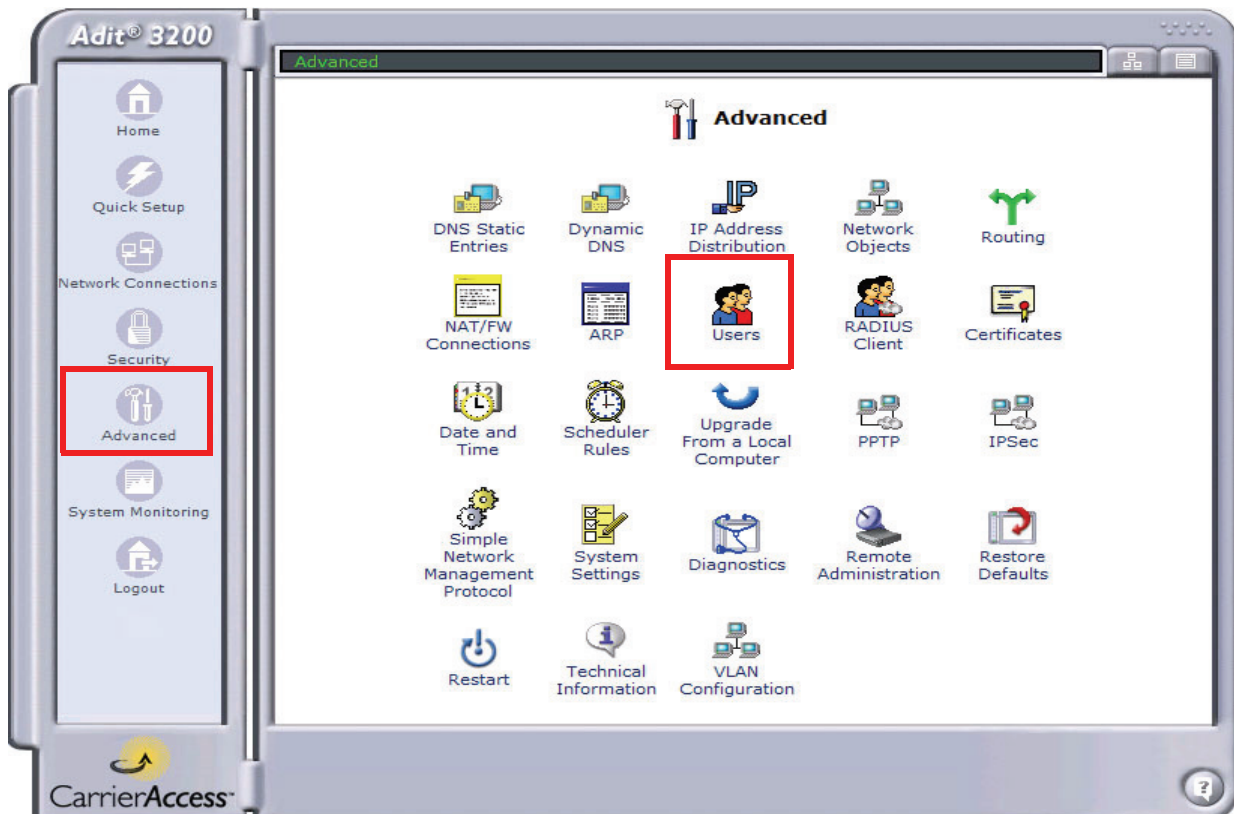 Adit® 3200
Home
Quick Setup
Network Connections
Security
Advanced
System Monitoring
Logout
CarrierAccess™
Advanced
Advanced
DNS Static
Entries
Dynamic
DNS
IP
IP Address
Distribution
Network
Objects
Routing
NAT/FW
Connections
ARP
Users
RADIUS
Client
Certificates
Date and
Time
Scheduler
Rules
Upgrade
From a Local
Computer
PPTP
IPSec
Simple
Network
Management
Protocol
System
Settings
Diagnostics
Remote
Administration
Restore
Defaults
Restart
Technical
Information
VLAN
Configuration
?